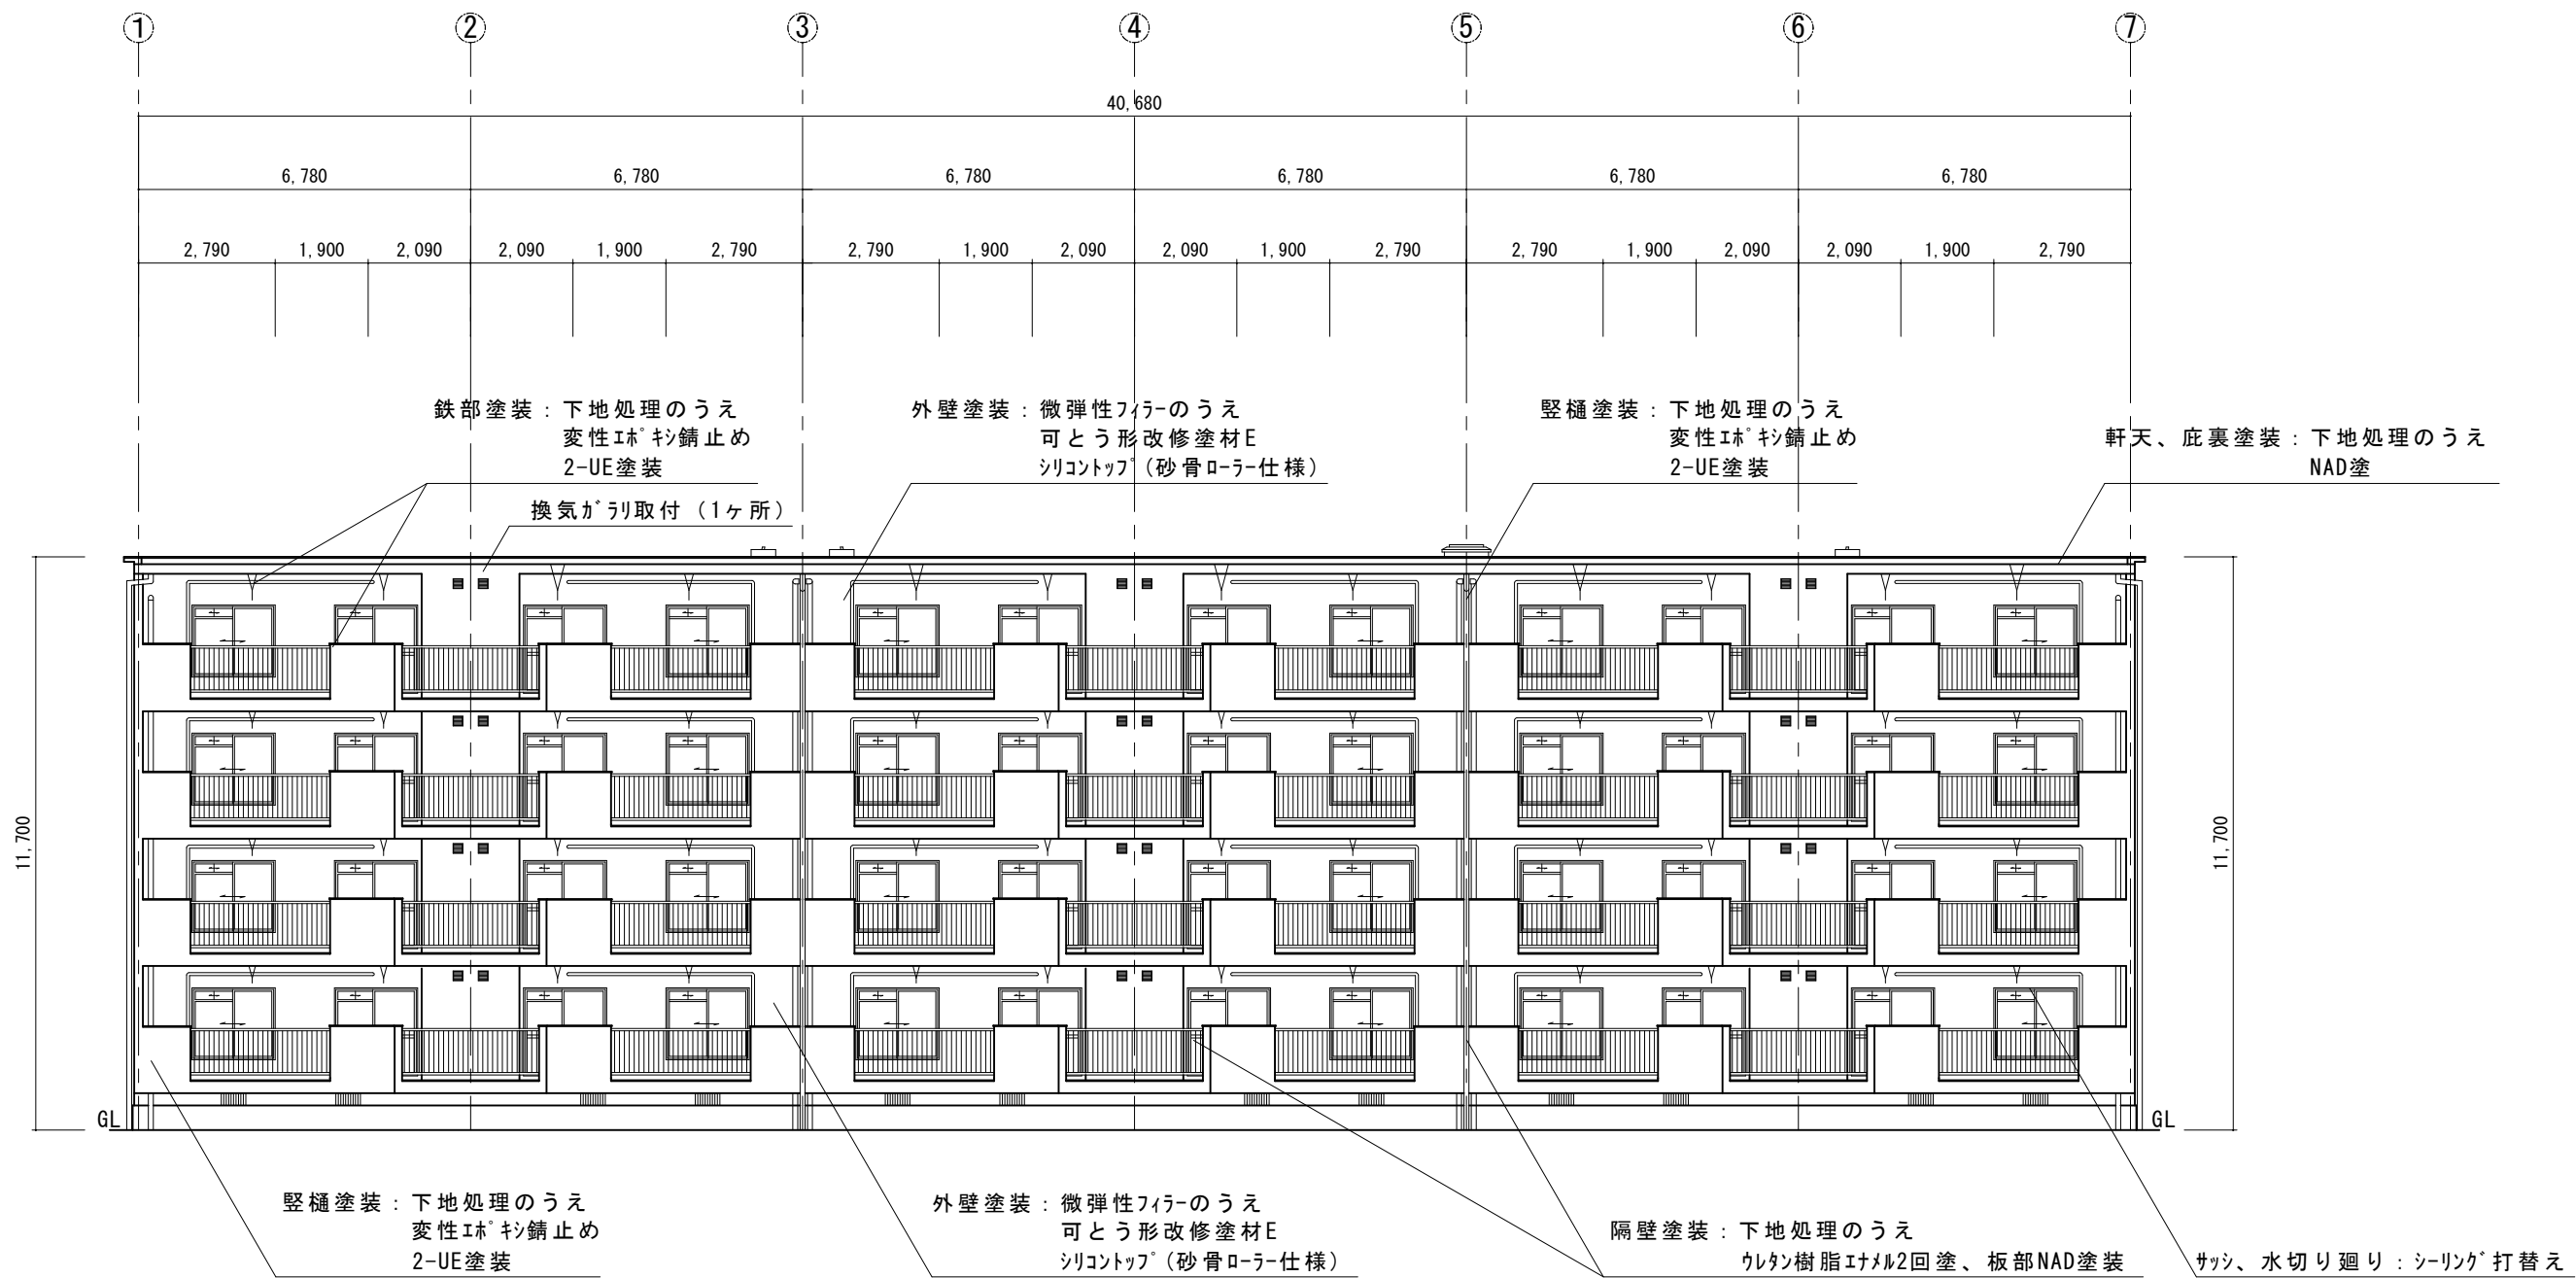 ① ② ③ ④ ⑤ ⑥ ⑦
40,680
6,780 6,780 6,780 6,780 6,780 6,780
2,790 1,900 2,090 2,090 1,900 2,790 2,790 1,900 2,090 2,090 1,900 2,790 2,790 1,900 2,090 2,090 1,900 2,790
鉄部塗装：下地処理のうえ
変性ｴﾎﾟｷｼ錆止め
2-UE塗装
換気ｶﾞﾗﾘ取付（1ヶ所）
外壁塗装：微弾性ﾌｨﾗｰのうえ
可とう形改修塗材E
ｼﾘｺﾝﾄｯﾌﾟ(砂骨ﾛｰﾗｰ仕様)
竪樋塗装：下地処理のうえ
変性ｴﾎﾟｷｼ錆止め
2-UE塗装
軒天、庇裏塗装：下地処理のうえ
NAD塗
11,700
11,700
GL
GL
竪樋塗装：下地処理のうえ
変性ｴﾎﾟｷｼ錆止め
2-UE塗装
外壁塗装：微弾性ﾌｨﾗｰのうえ
可とう形改修塗材E
ｼﾘｺﾝﾄｯﾌﾟ(砂骨ﾛｰﾗｰ仕様)
隔壁塗装：下地処理のうえ
ｳﾚﾀﾝ樹脂ｴﾅﾒﾙ2回塗、板部NAD塗装
ｻｯｼ、水切り廻り：ｼｰﾘﾝｸﾞ打替え